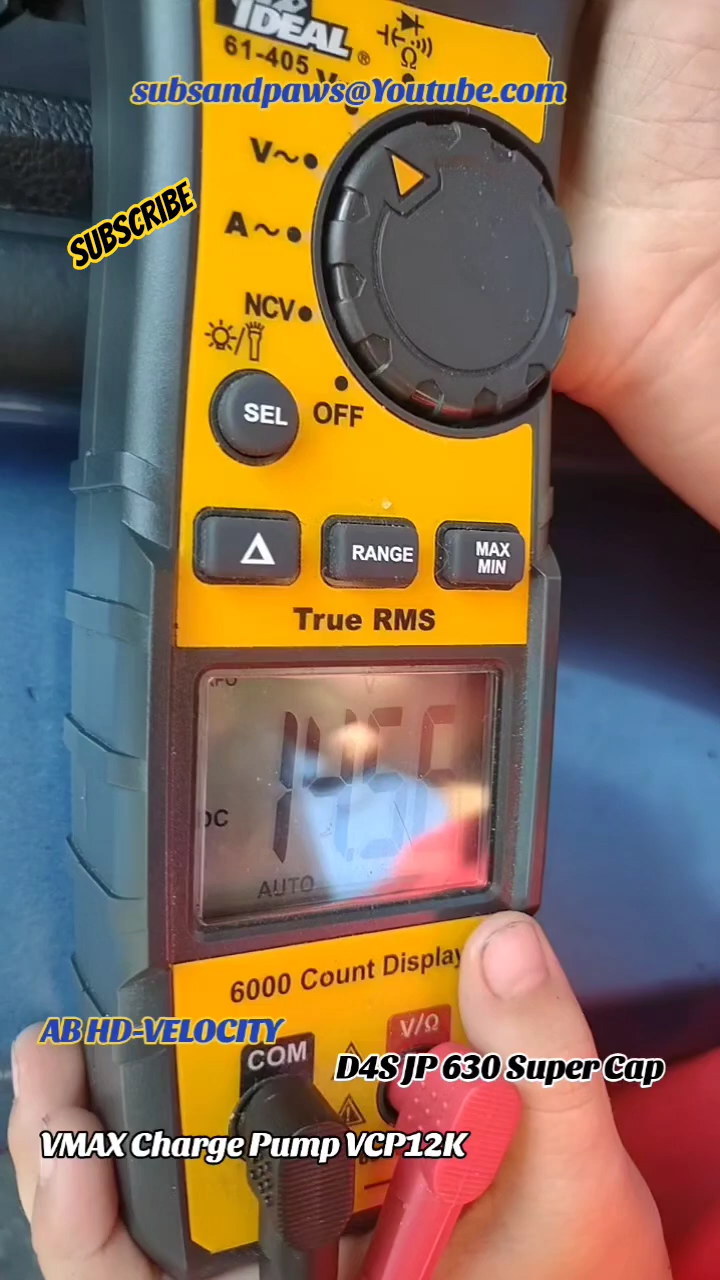 IDEAL®
61-405
Ω
subsandpaws@Youtube.com
V~
SUBSCRIBE
A~
NCV
SEL
OFF
Δ
RANGE
MAX
MIN
True RMS
DC
AUTO
6000 Count Display
AB HD-VELOCITY
V/Ω
COM
D4S JP 630 Super Cap
VMAX Charge Pump VCP12K